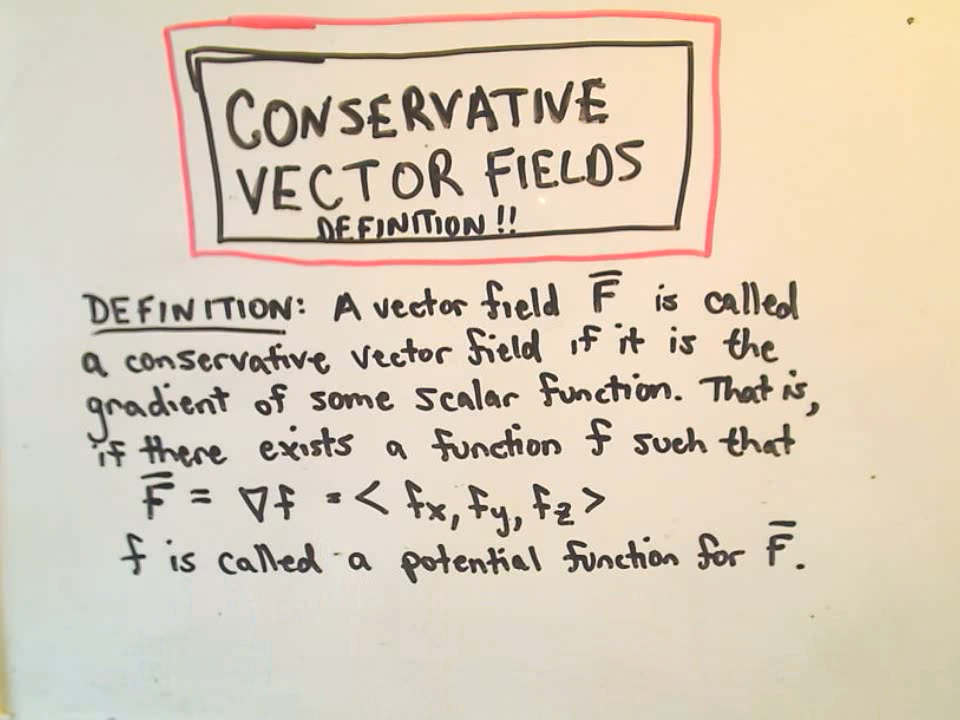 CONSERVATIVE
VECTOR FIELDS
DEFINITION!!
DEFINITION: A vector field F̅ is called
a conservative vector field if it is the
gradient of some scalar function. That is,
if there exists a function f such that
F̅ = ∇f = < fx, fy, fz >
f is called a potential function for F̅.